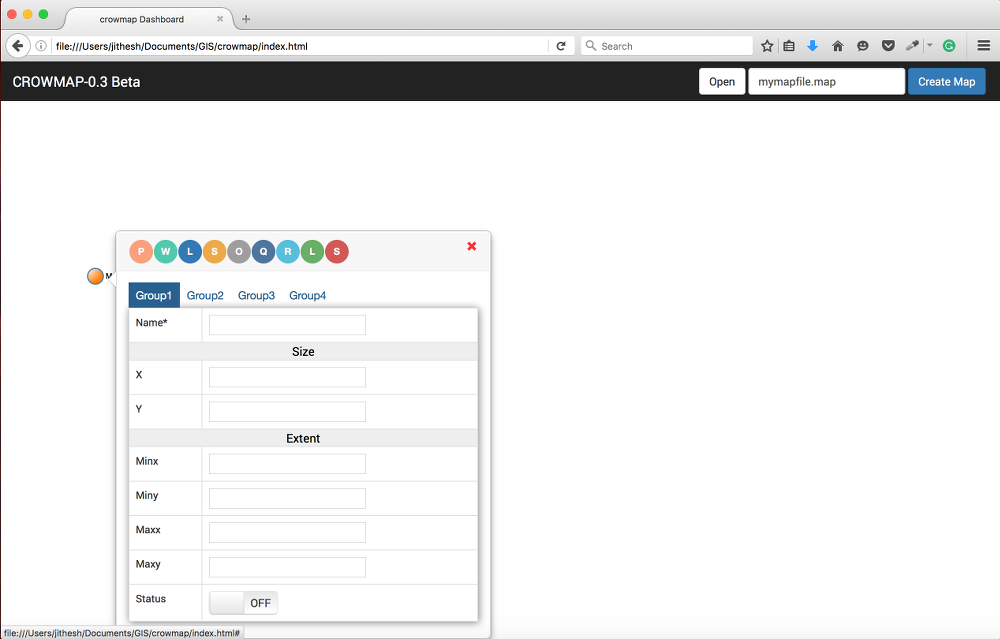 crowmap Dashboard
file:///Users/jithesh/Documents/GIS/crowmap/index.html
Search
CROWMAP-0.3 Beta
Open
mymapfile.map
Create Map
P W L S O Q R L S
M
Group1 Group2 Group3 Group4
Name*
Size
X
Y
Extent
Minx
Miny
Maxx
Maxy
Status
OFF
file:///Users/jithesh/Documents/GIS/crowmap/index.html#